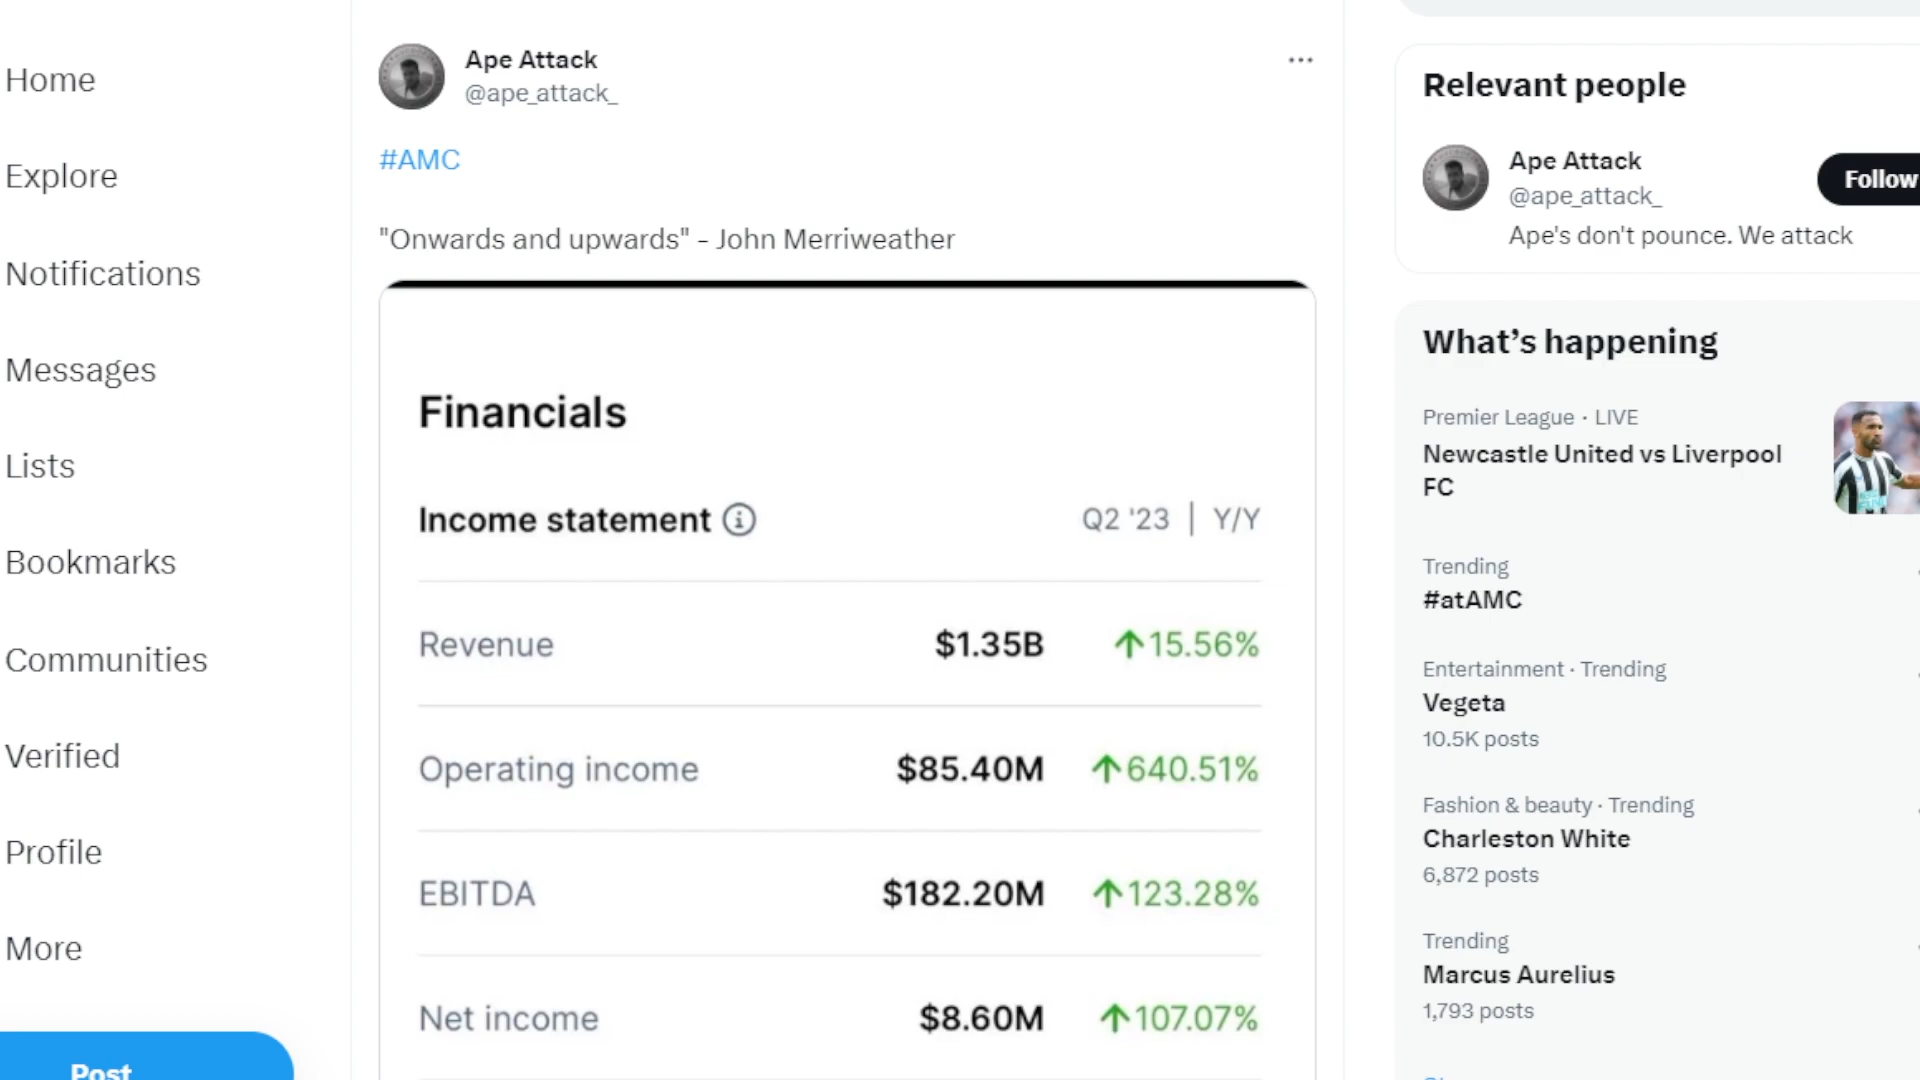 Home
Explore
Notifications
Messages
Lists
Bookmarks
Communities
Verified
Profile
More
Post
Ape Attack
@ape_attack_
#AMC
"Onwards and upwards" - John Merriweather
Financials
Income statement Q2 '23 | Y/Y
Revenue $1.35B ↑15.56%
Operating income $85.40M ↑640.51%
EBITDA $182.20M ↑123.28%
Net income $8.60M ↑107.07%
Relevant people
Ape Attack
@ape_attack_
Follow
Ape's don't pounce. We attack
What's happening
Premier League · LIVE
Newcastle United vs Liverpool
FC
Trending
#atAMC
Entertainment · Trending
Vegeta
10.5K posts
Fashion & beauty · Trending
Charleston White
6,872 posts
Trending
Marcus Aurelius
1,793 posts